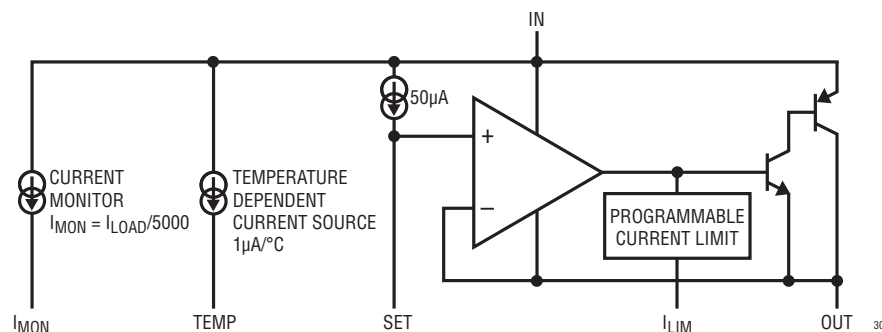 IN
50µA
+
−
CURRENT
MONITOR
IMON = ILOAD/5000
TEMPERATURE
DEPENDENT
CURRENT SOURCE
1µA/°C
PROGRAMMABLE
CURRENT LIMIT
IMON
TEMP
SET
ILIM
OUT